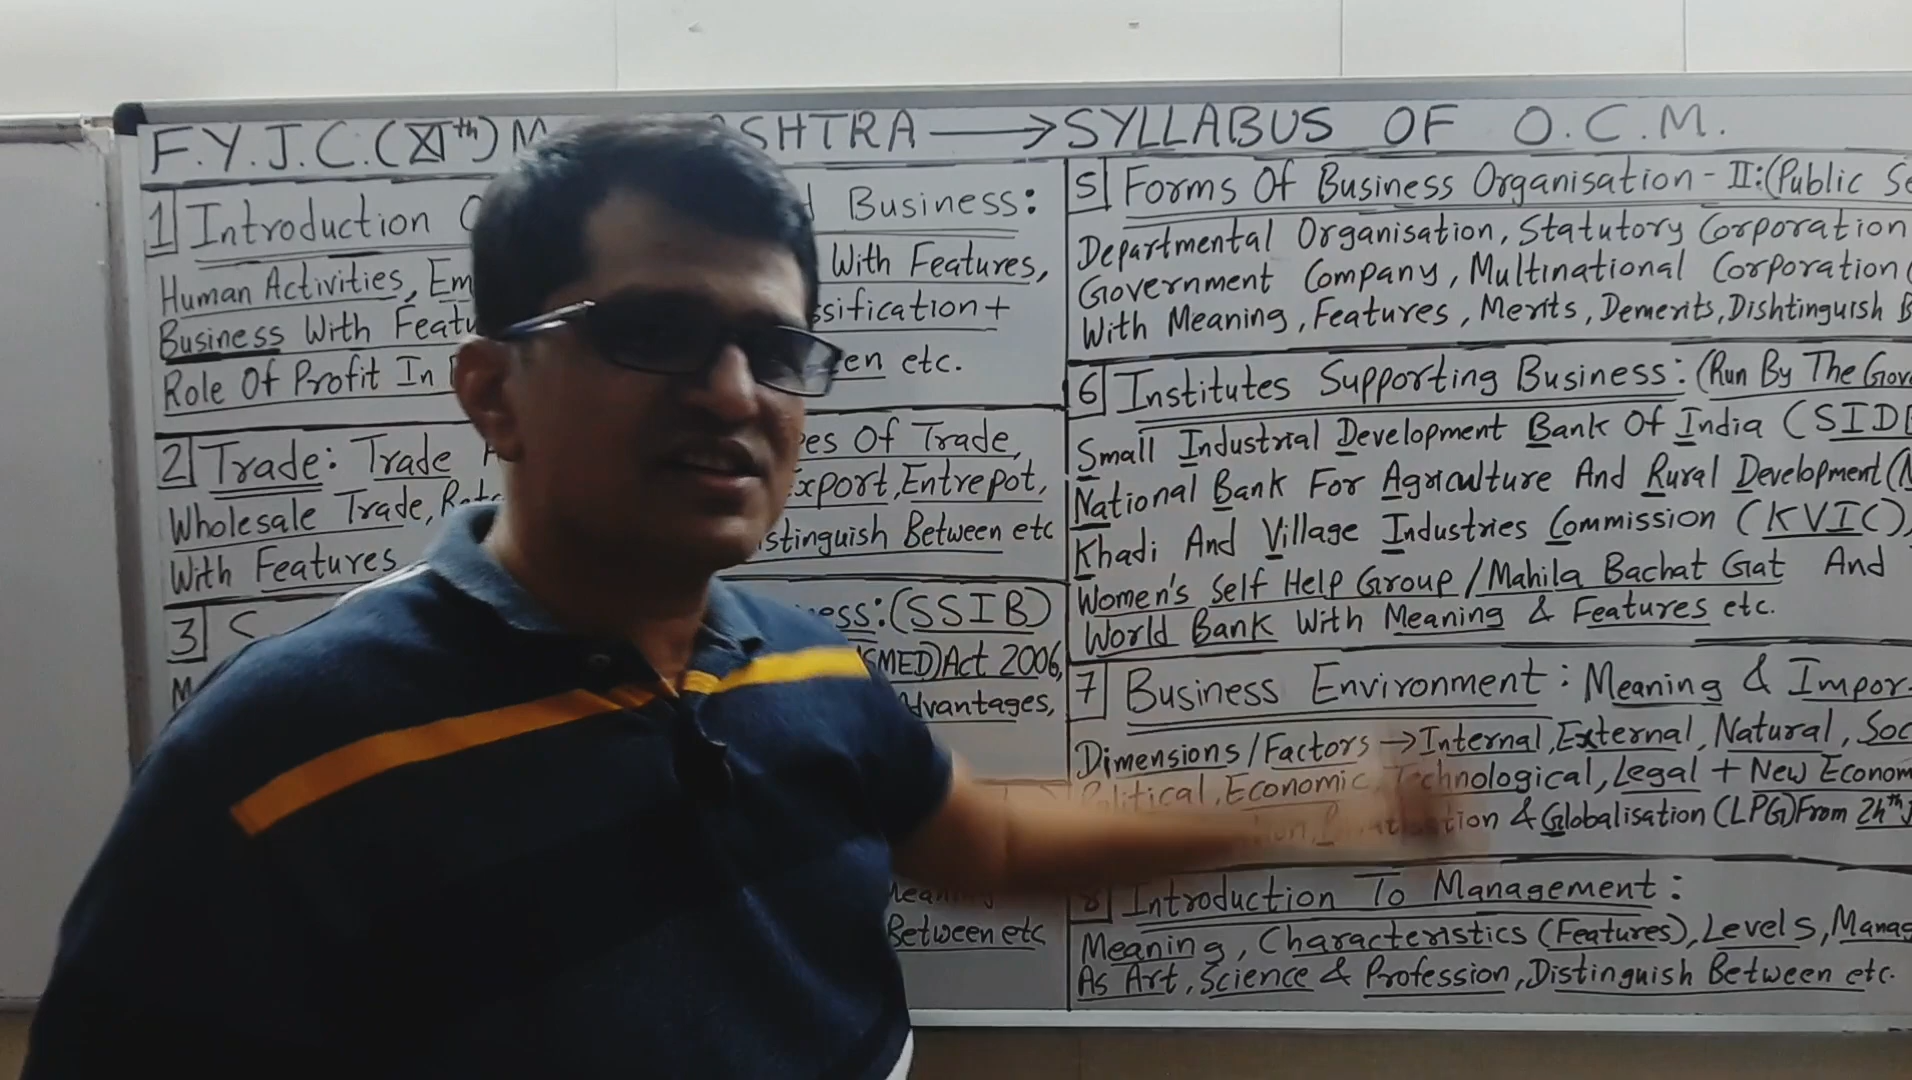 F.Y.J.C.(XIth) M SHTRA → SYLLABUS OF O.C.M.
1 Introduction Business:
Human Activities, Em With Features,
Business With Featu ssification +
Role Of Profit In en etc.
2 Trade: Trade es Of Trade,
Wholesale Trade, Reta xport, Entrepot,
With Features istinguish Between etc
3 S ess: (SSIB)
M SMED) Act 2006,
dvantages,
Mean
Between etc
5 Forms Of Business Organisation - II: (Public Se
Departmental Organisation, Statutory Corporation
Government Company, Multinational Corporation (
With Meaning, Features, Merits, Demerits, Dishtinguish B
6 Institutes Supporting Business: (Run By The Gov
Small Industrial Development Bank Of India (SIDB
National Bank For Agriculture And Rural Development (N
Khadi And Village Industries Commission (KVIC),
Women's Self Help Group / Mahila Bachat Gat And
World Bank With Meaning & Features etc.
7 Business Environment: Meaning & Impor
Dimensions / Factors → Internal, External, Natural, Soc
Political, Economic, Technological, Legal + New Econom
tion & Globalisation (LPG) From 24th J
8 Introduction To Management:
Meaning, Characteristics (Features), Levels, Manag
As Art, Science & Profession, Distinguish Between etc.